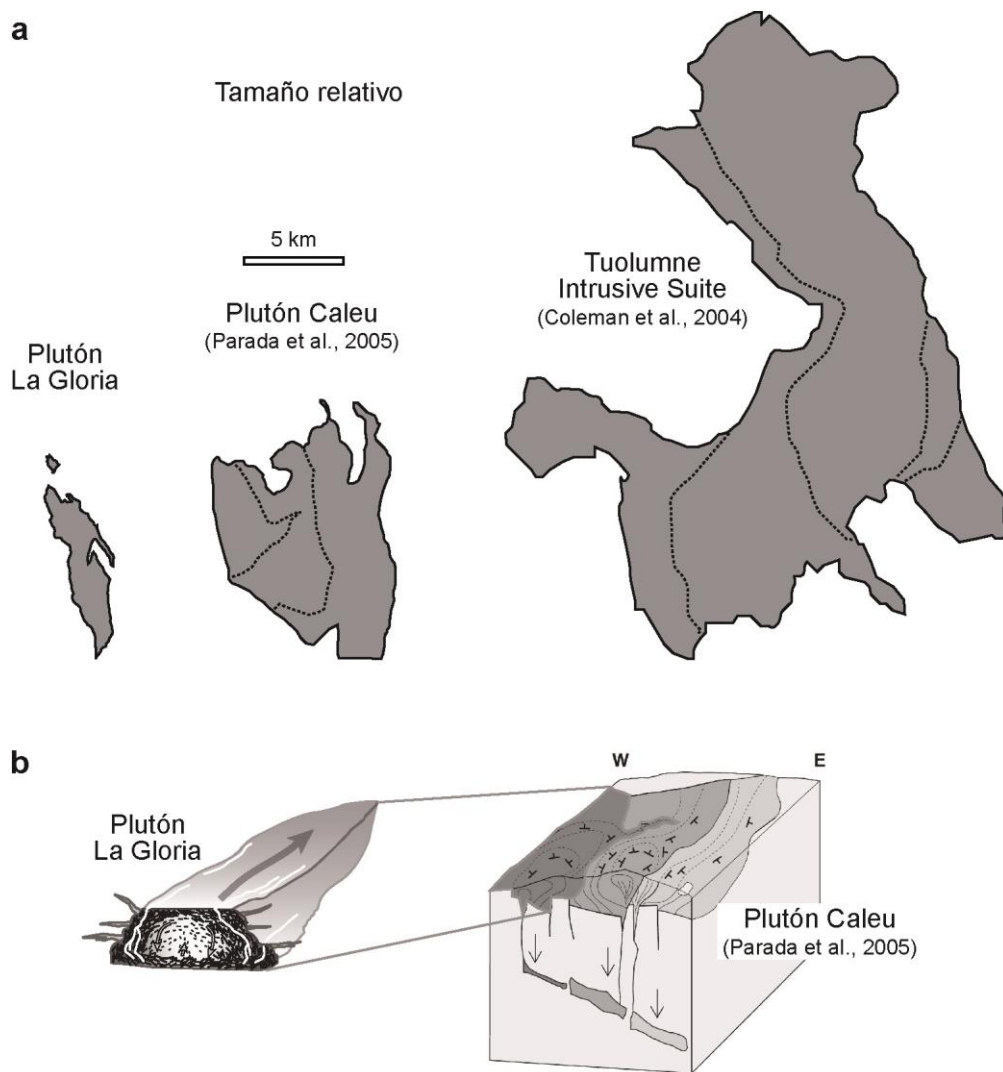 a
Tamaño relativo
5 km
Tuolumne
Intrusive Suite
(Coleman et al., 2004)
Plutón Caleu
(Parada et al., 2005)
Plutón
La Gloria
b
W
E
Plutón
La Gloria
Plutón Caleu
(Parada et al., 2005)